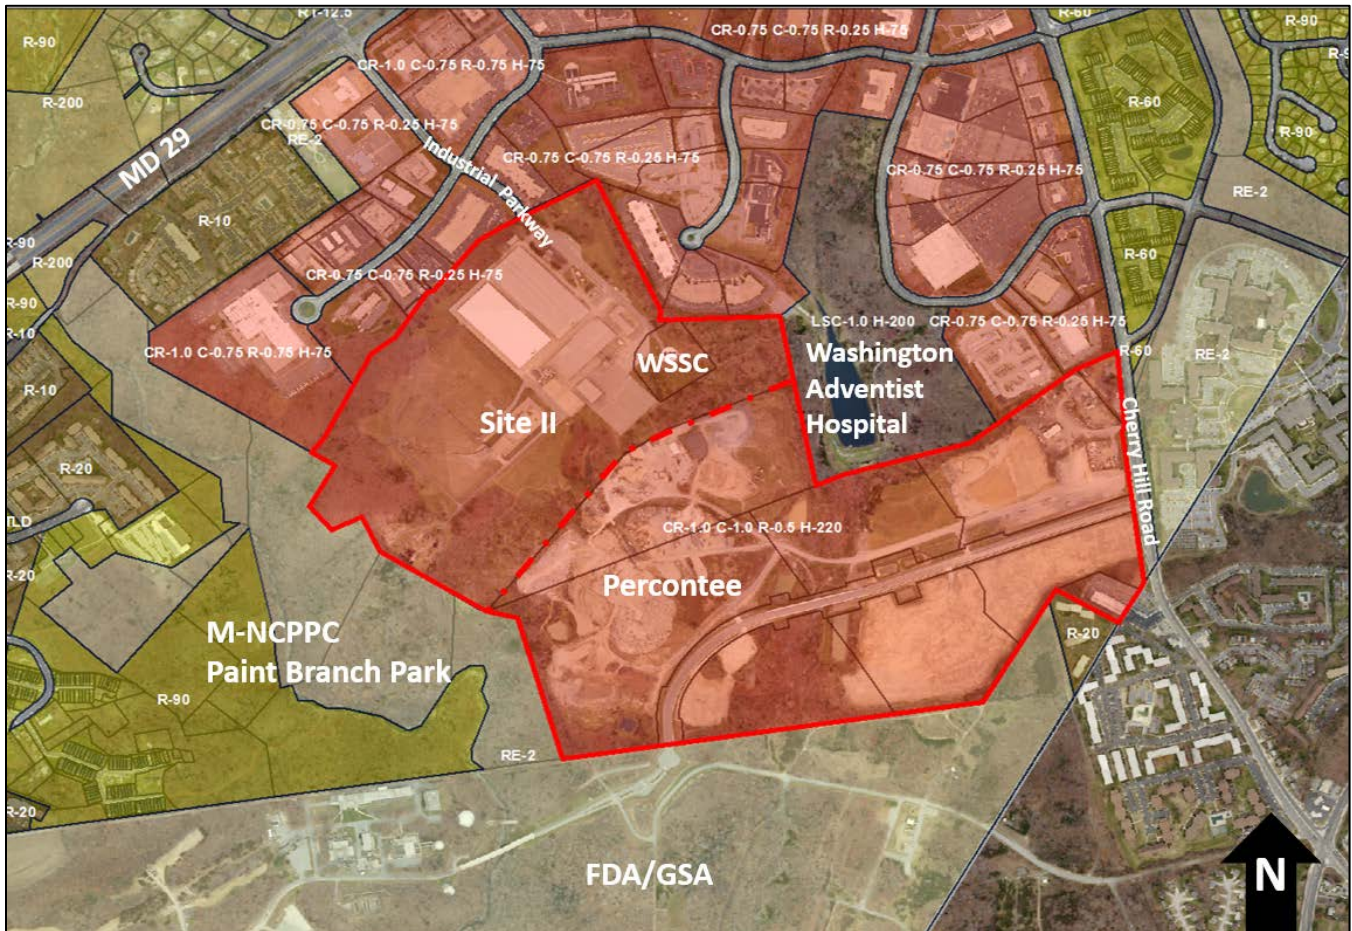 RT-12.5
R-60
R-90
R-90
CR-0.75 C-0.75 R-0.25 H-75
CR-1.0 C-0.75 R-0.75 H-75
R-200
R-60
CR-0.75 C-0.75 R-0.25 H-75
RE-2
R-90
MD 29
Industrial Parkway
CR-0.75 C-0.75 R-0.25 H-75
CR-0.75 C-0.75 R-0.25 H-75
RE-2
R-10
R-90
R-200
R-60
CR-0.75 C-0.75 R-0.25 H-75
R-90
LSC-1.0 H-200
CR-0.75 C-0.75 R-0.25 H-75
R-10
CR-1.0 C-0.75 R-0.75 H-75
R-60
RE-2
WSSC
Washington
Adventist
Hospital
R-10
Site II
Cherry Hill Road
R-20
TLD
CR-1.0 C-1.0 R-0.5 H-220
R-20
Percontee
M-NCPPC
Paint Branch Park
R-20
R-90
RE-2
R-20
FDA/GSA
N